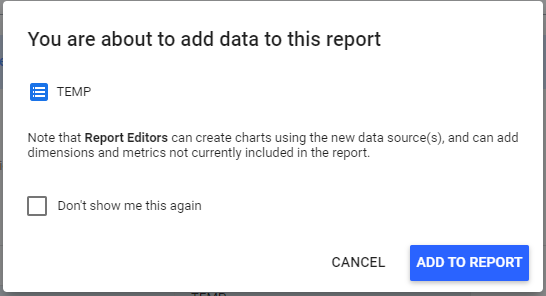 You are about to add data to this report
TEMP
Note that Report Editors can create charts using the new data source(s), and can add
dimensions and metrics not currently included in the report.
Don't show me this again
CANCEL
ADD TO REPORT